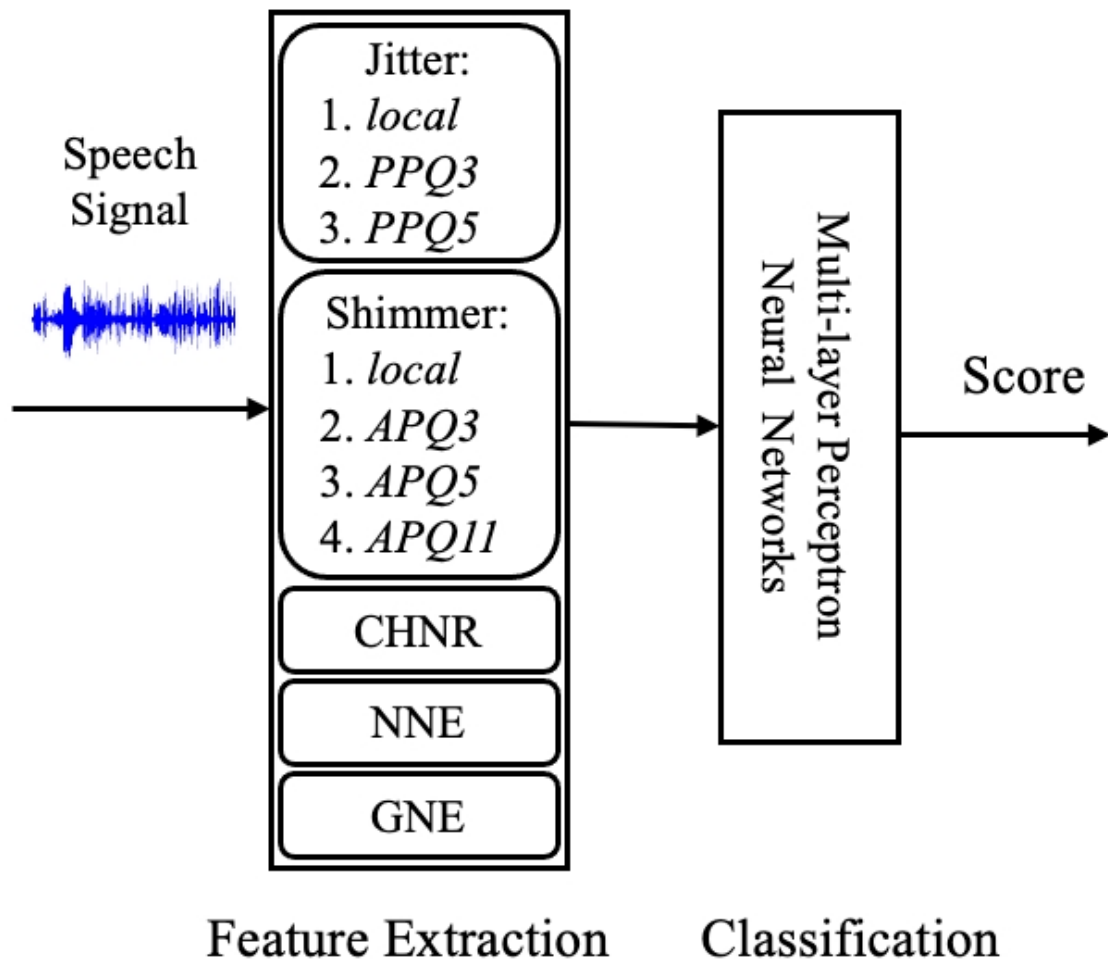 Speech
Signal
Jitter:
1. local
2. PPQ3
3. PPQ5
Shimmer:
1. local
2. APQ3
3. APQ5
4. APQ11
CHNR
NNE
GNE
Multi-layer Perceptron
Neural Networks
Score
Feature Extraction
Classification